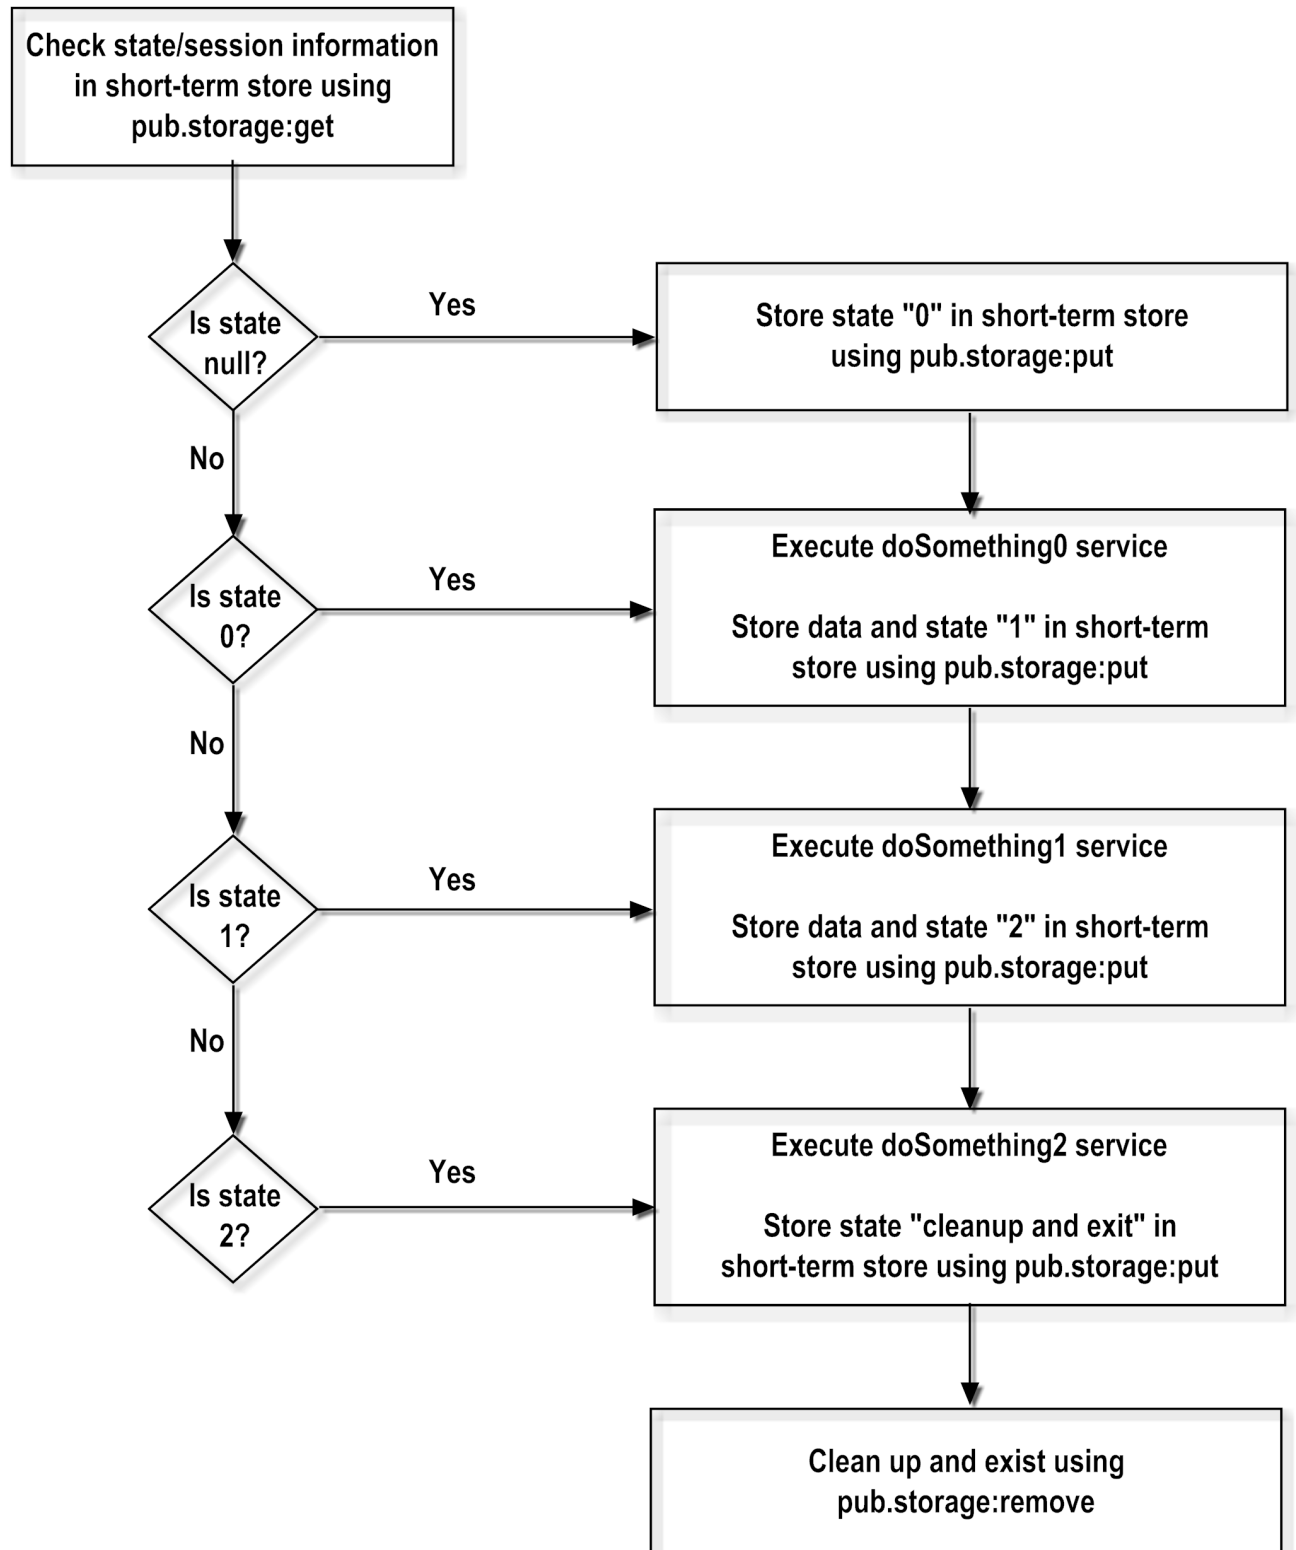 Check state/session information
in short-term store using
pub.storage:get
Is state
null?
Yes
Store state "0" in short-term store
using pub.storage:put
No
Is state
0?
Yes
Execute doSomething0 service
Store data and state "1" in short-term
store using pub.storage:put
No
Is state
1?
Yes
Execute doSomething1 service
Store data and state "2" in short-term
store using pub.storage:put
No
Is state
2?
Yes
Execute doSomething2 service
Store state "cleanup and exit" in
short-term store using pub.storage:put
Clean up and exist using
pub.storage:remove